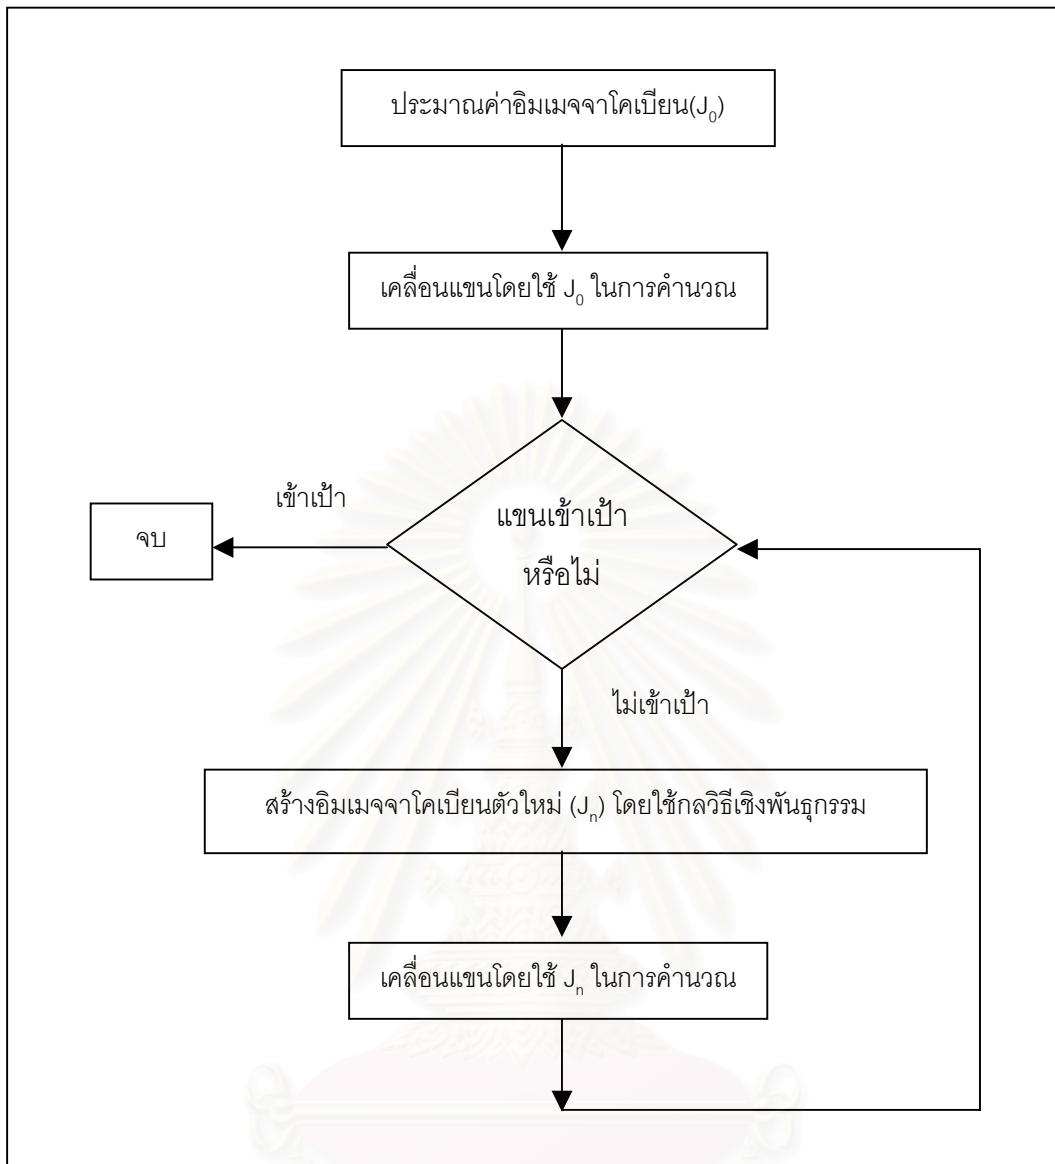 ประมาณค่าอิมเมจจาโคเบียน(J₀)
เคลื่อนแขนโดยใช้ J₀ ในการคำนวณ
เข้าเป้า
แขนเข้าเป้า
หรือไม่
จบ
ไม่เข้าเป้า
สร้างอิมเมจจาโคเบียนตัวใหม่ (Jₙ) โดยใช้กลวิธีเชิงพันธุกรรม
เคลื่อนแขนโดยใช้ Jₙ ในการคำนวณ